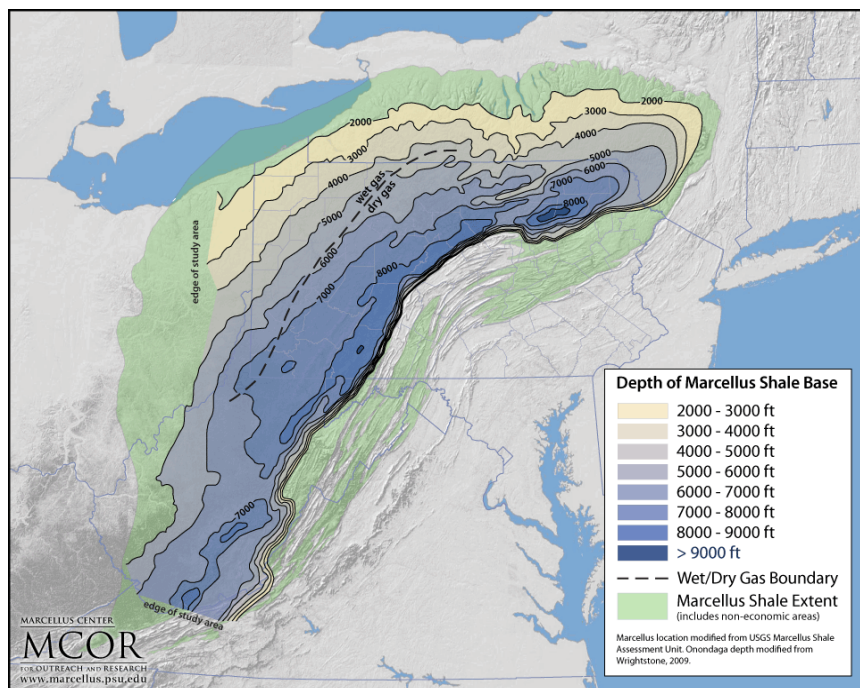 2000
3000
4000
5000
6000
7000
8000
2000
3000
4000
5000
6000
7000
8000
wet gas
dry gas
edge of study area
7000
edge of study area
Depth of Marcellus Shale Base
2000 - 3000 ft
3000 - 4000 ft
4000 - 5000 ft
5000 - 6000 ft
6000 - 7000 ft
7000 - 8000 ft
8000 - 9000 ft
> 9000 ft
Wet/Dry Gas Boundary
Marcellus Shale Extent
(includes non-economic areas)
Marcellus location modified from USGS Marcellus Shale
Assessment Unit. Onondaga depth modified from
Wrightstone, 2009.
MARCELLUS CENTER
MCOR
FOR OUTREACH AND RESEARCH
www.marcellus.psu.edu